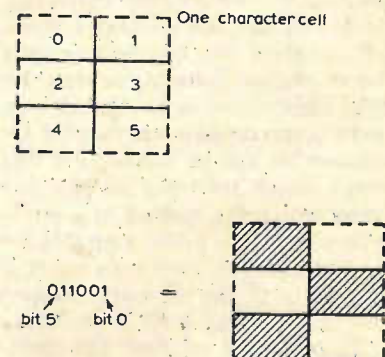 One character cell
0 1
2 3
4 5
011001 =
bit 5 bit 0